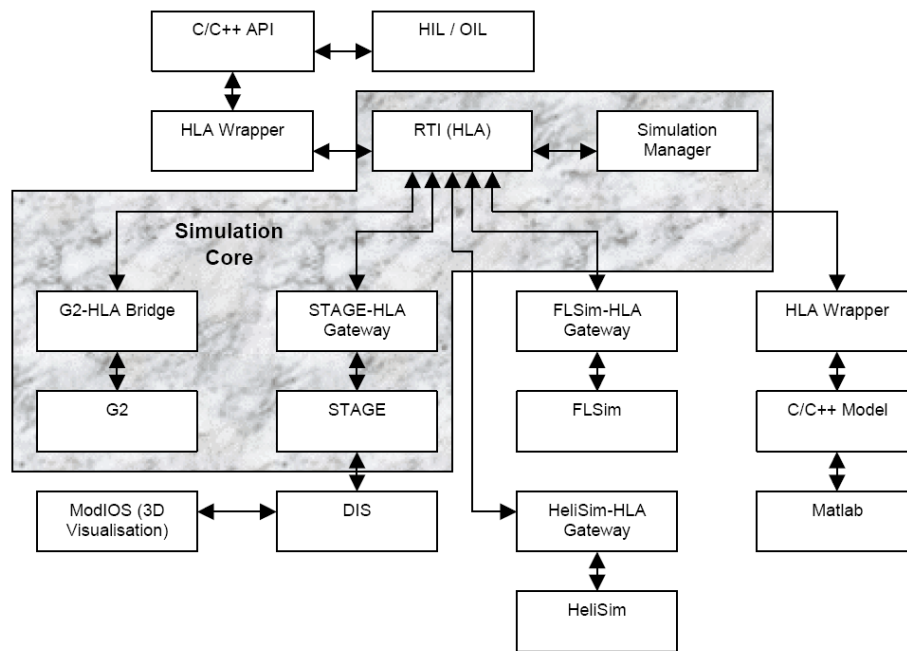 C/C++ API
HIL / OIL
HLA Wrapper
RTI (HLA)
Simulation
Manager
Simulation
Core
G2-HLA Bridge
STAGE-HLA
Gateway
FLSim-HLA
Gateway
HLA Wrapper
G2
STAGE
FLSim
C/C++ Model
ModIOS (3D
Visualisation)
DIS
HeliSim-HLA
Gateway
Matlab
HeliSim